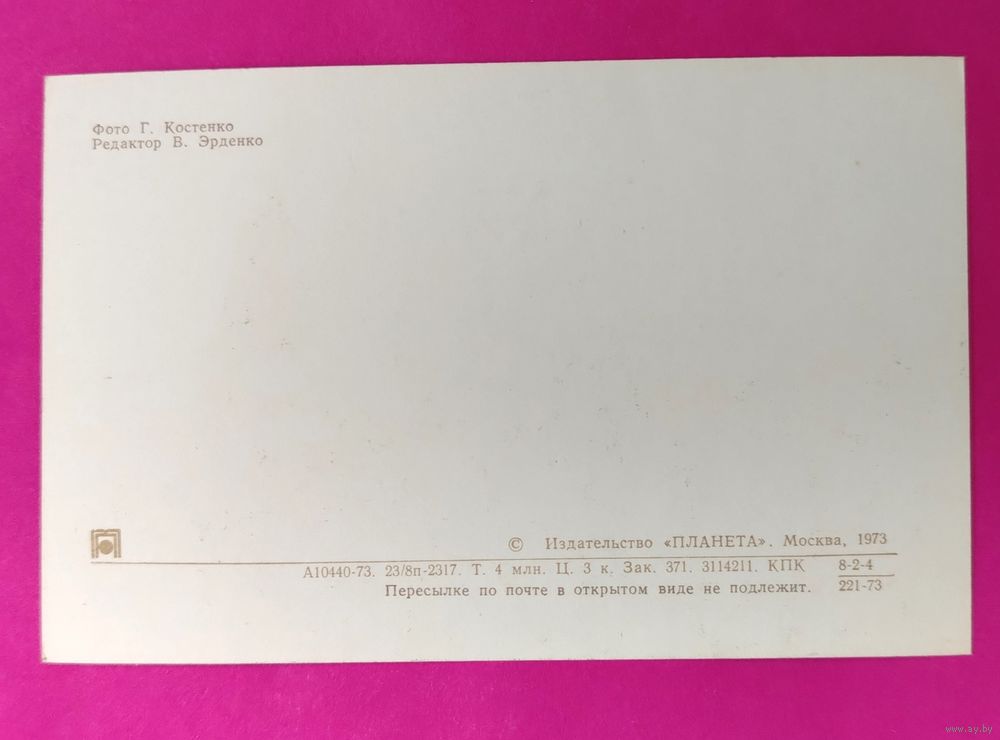 Фото Г. Костенко
Редактор В. Эрденко
© Издательство «ПЛАНЕТА». Москва, 1973
А10440-73. 23/8п-2317. Т. 4 млн. Ц. 3 к. Зак. 371. 3114211. КПК 8-2-4
Пересылке по почте в открытом виде не подлежит. 221-73
www.ay.by